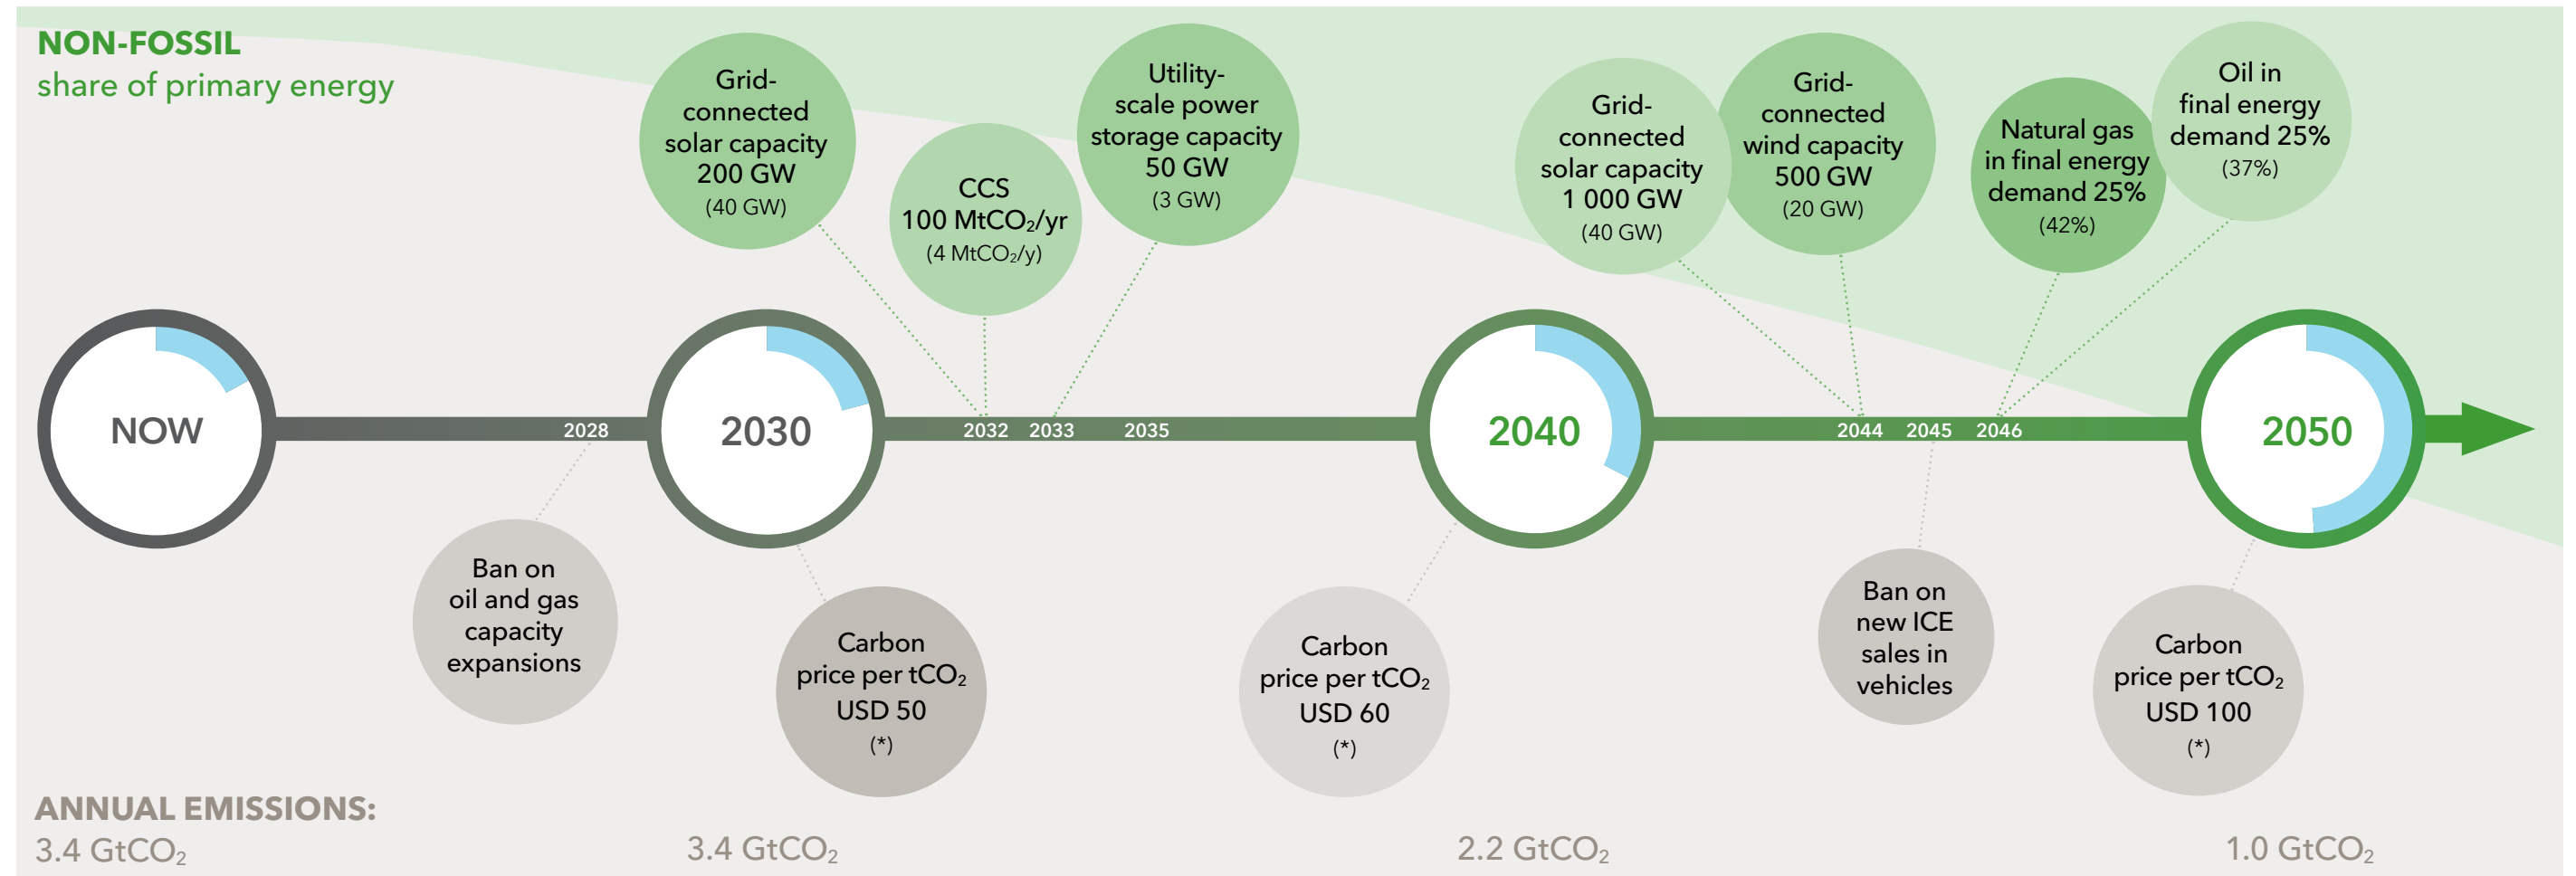 NON-FOSSIL
share of primary energy
Grid-
connected
solar capacity
200 GW
(40 GW)
CCS
100 MtCO₂/yr
(4 MtCO₂/y)
Utility-
scale power
storage capacity
50 GW
(3 GW)
Grid-
connected
solar capacity
1 000 GW
(40 GW)
Grid-
connected
wind capacity
500 GW
(20 GW)
Natural gas
in final energy
demand 25%
(42%)
Oil in
final energy
demand 25%
(37%)
NOW
2028
2030
2032
2033
2035
2040
2044
2045
2046
2050
Ban on
oil and gas
capacity
expansions
Carbon
price per tCO₂
USD 50
(*)
Carbon
price per tCO₂
USD 60
(*)
Ban on
new ICE
sales in
vehicles
Carbon
price per tCO₂
USD 100
(*)
ANNUAL EMISSIONS:
3.4 GtCO₂
3.4 GtCO₂
2.2 GtCO₂
1.0 GtCO₂